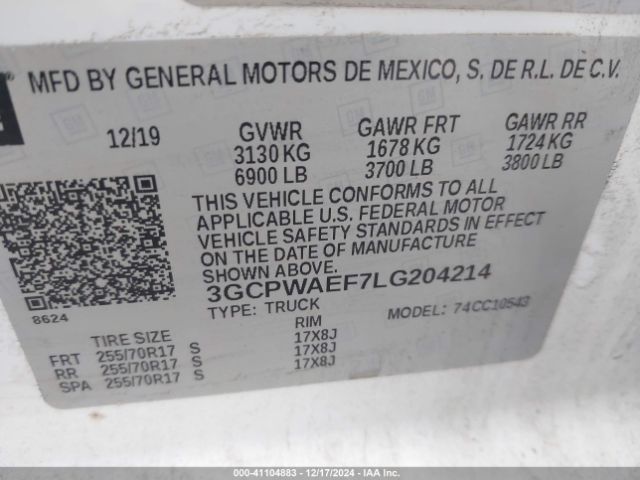 MFD BY GENERAL MOTORS DE MEXICO, S. DE R.L. DE C.V.
12/19 GVWR GAWR FRT GAWR RR
3130 KG 1678 KG 1724 KG
6900 LB 3700 LB 3800 LB
THIS VEHICLE CONFORMS TO ALL
APPLICABLE U.S. FEDERAL MOTOR
VEHICLE SAFETY STANDARDS IN EFFECT
ON THE DATE OF MANUFACTURE
SHOWN ABOVE
3GCPWAEF7LG204214
8624
TYPE: TRUCK MODEL: 74CC10543
TIRE SIZE RIM
FRT 255/70R17 S 17X8J
RR 255/70R17 S 17X8J
SPA 255/70R17 S 17X8J
000-41104883 - 12/17/2024 - IAA Inc.